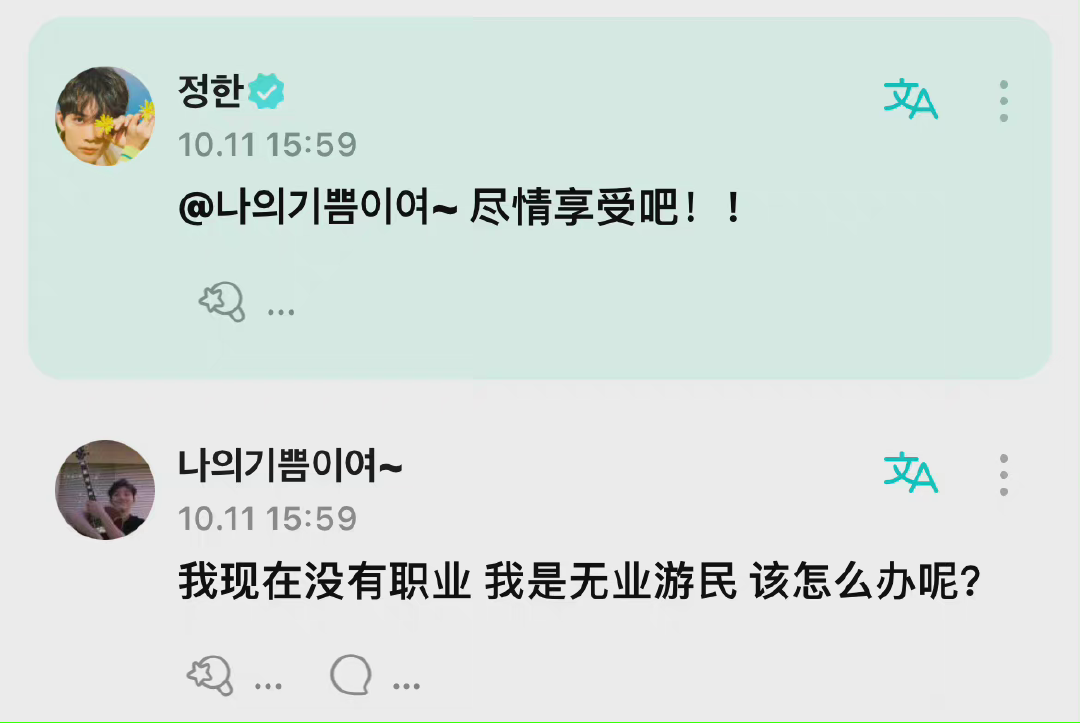 정한
10.11 15:59
@나의기쁨이여~ 尽情享受吧！！
...
나의기쁨이여~
10.11 15:59
我现在没有职业 我是无业游民 该怎么办呢?
... ...